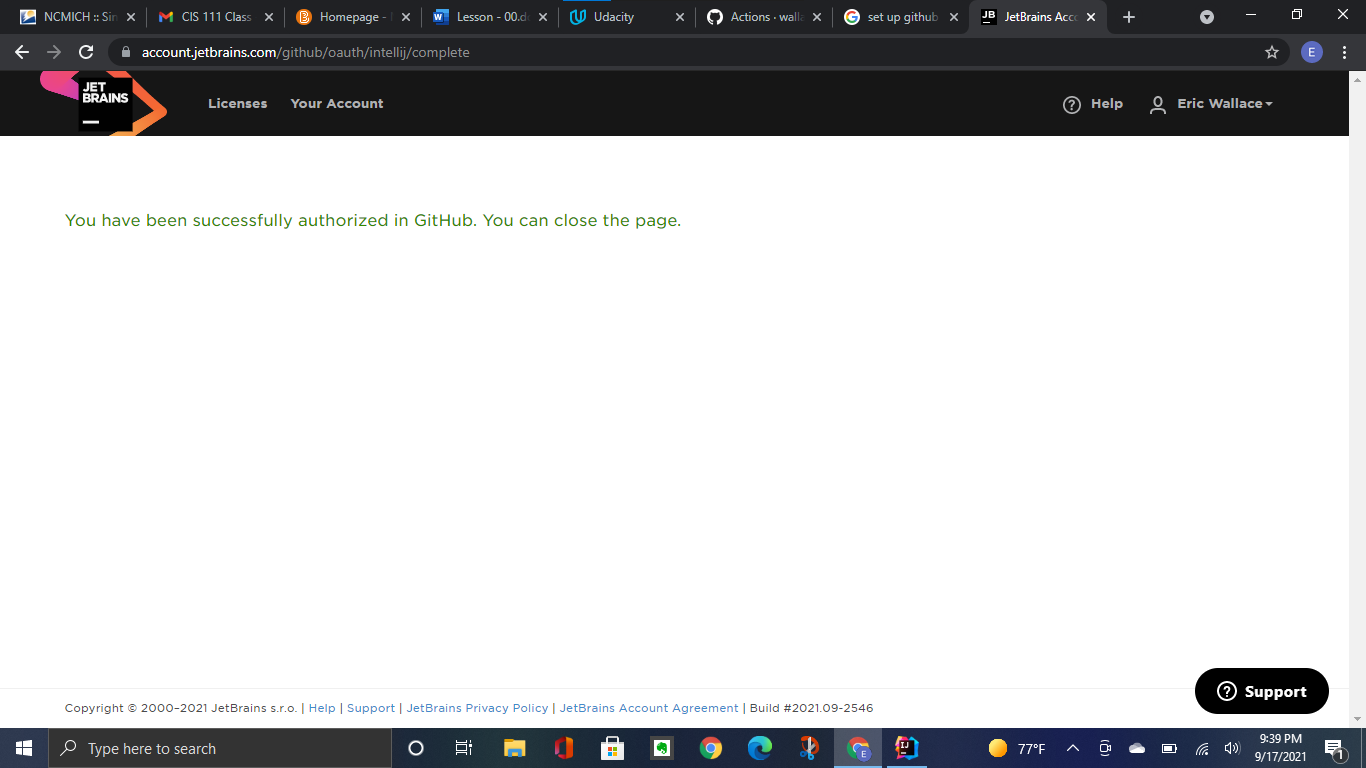 NCMICH :: Sin
CIS 111 Class
Homepage -
Lesson - 00.d
Udacity
Actions · walla
set up github
JetBrains Acco
account.jetbrains.com/github/oauth/intellij/complete
E
JET
BRAINS
Licenses
Your Account
Help
Eric Wallace
You have been successfully authorized in GitHub. You can close the page.
Support
Copyright © 2000–2021 JetBrains s.r.o. | Help | Support | JetBrains Privacy Policy | JetBrains Account Agreement | Build #2021.09-2546
Type here to search
77°F
9:39 PM
9/17/2021
1